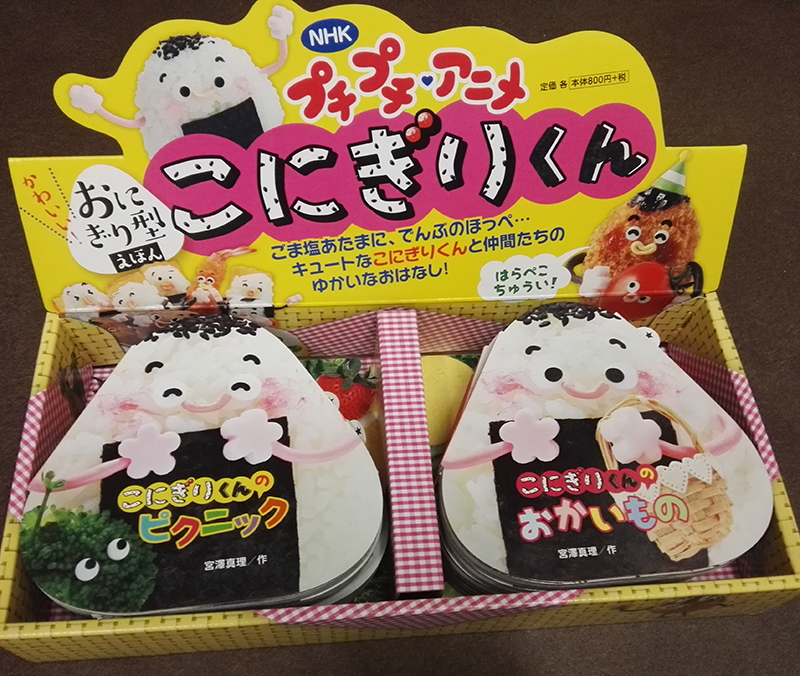 NHK
プチプチ・アニメ
定価 各 本体800円+税
こにぎりくん
かわいい
おに
ぎり型
えほん
ごま塩あたまに、でんぶのほっぺ…
キュートなこにぎりくんと仲間たちの
ゆかいなおはなし!
はらぺこ
ちゅうい!
こにぎりくんの
ピクニック
宮澤真理/作
こにぎりくんの
おかいもの
宮澤真理/作